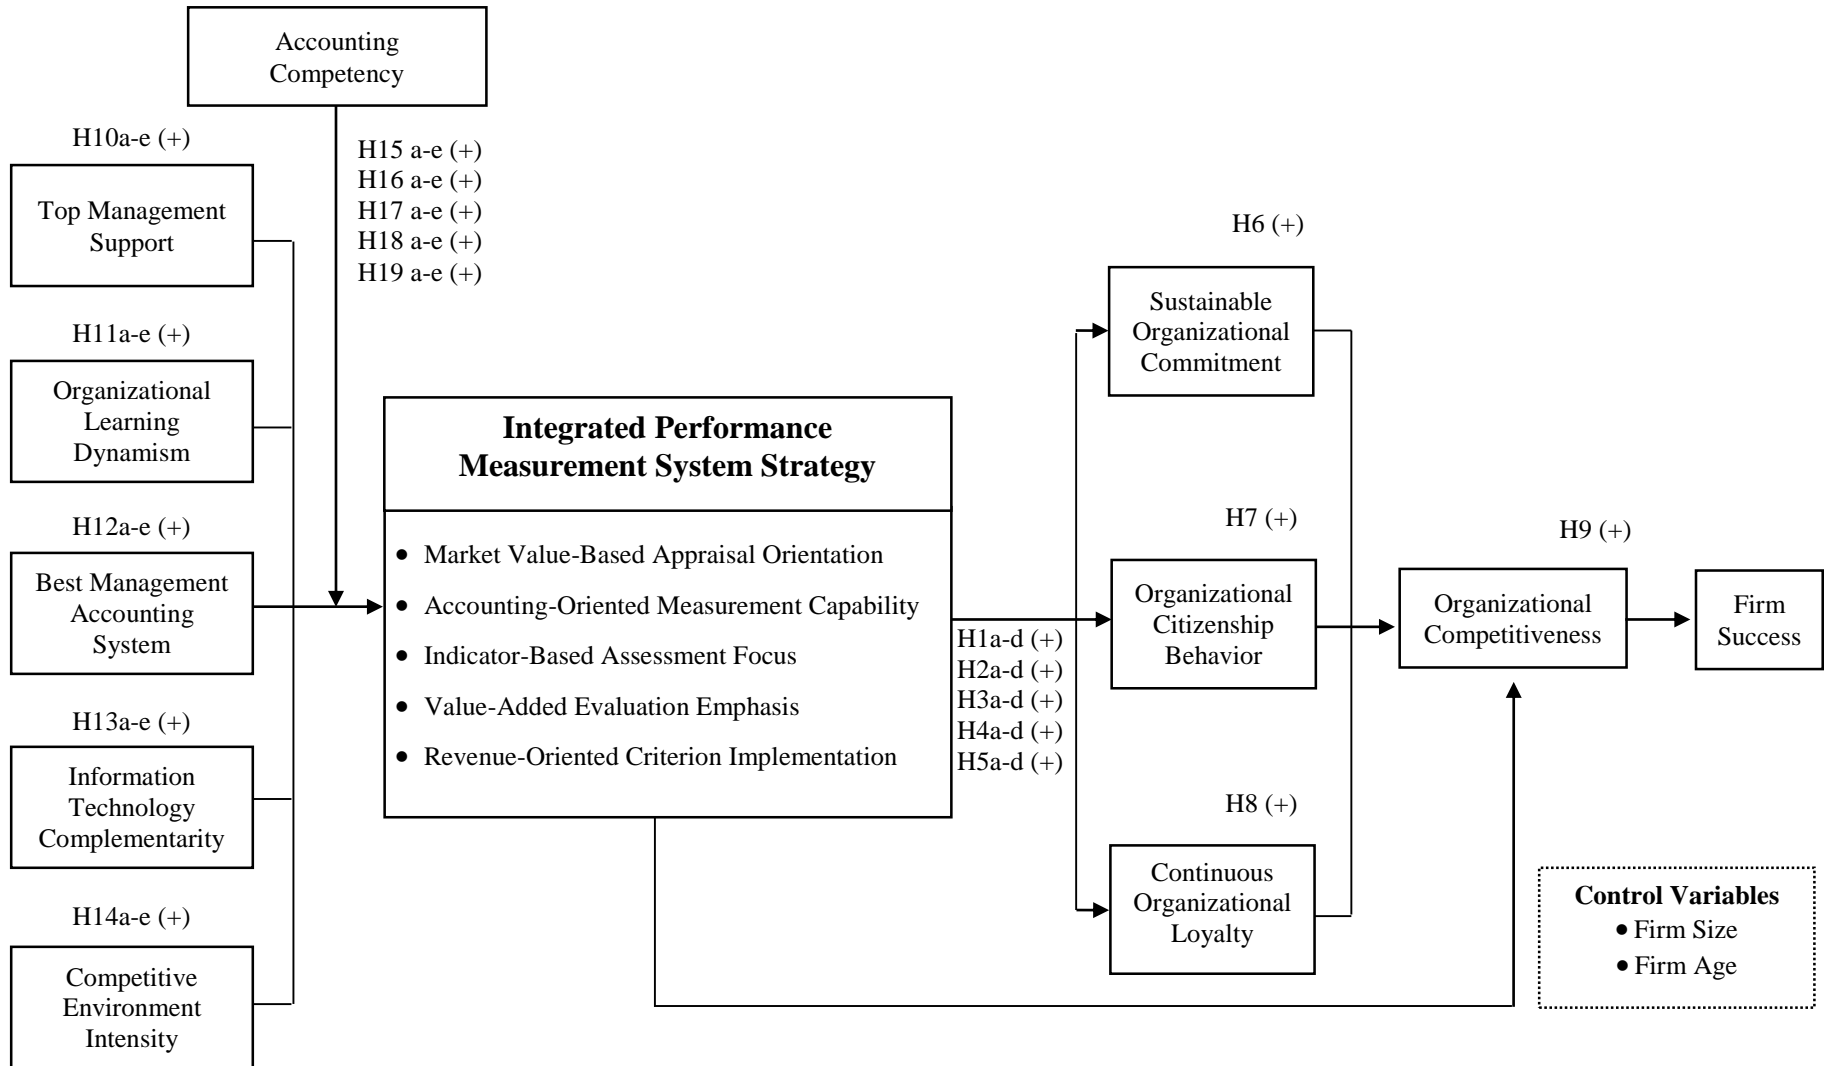 Accounting
Competency
H10a-e (+)
H15 a-e (+)
H16 a-e (+)
H17 a-e (+)
H18 a-e (+)
H19 a-e (+)
Top Management
Support
H11a-e (+)
Organizational
Learning
Dynamism
H12a-e (+)
Best Management
Accounting
System
H13a-e (+)
Information
Technology
Complementarity
H14a-e (+)
Competitive
Environment
Intensity
Integrated Performance
Measurement System Strategy
• Market Value-Based Appraisal Orientation
• Accounting-Oriented Measurement Capability
• Indicator-Based Assessment Focus
• Value-Added Evaluation Emphasis
• Revenue-Oriented Criterion Implementation
H1a-d (+)
H2a-d (+)
H3a-d (+)
H4a-d (+)
H5a-d (+)
H6 (+)
Sustainable
Organizational
Commitment
H7 (+)
Organizational
Citizenship
Behavior
H8 (+)
Continuous
Organizational
Loyalty
H9 (+)
Organizational
Competitiveness
Firm
Success
Control Variables
• Firm Size
• Firm Age